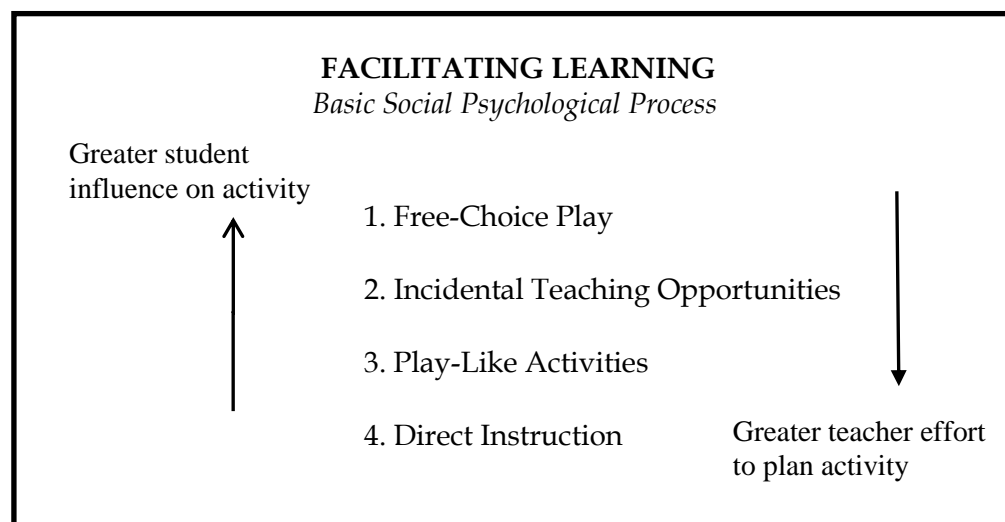 FACILITATING LEARNING
Basic Social Psychological Process
Greater student
influence on activity
1. Free-Choice Play
2. Incidental Teaching Opportunities
3. Play-Like Activities
4. Direct Instruction
Greater teacher effort
to plan activity